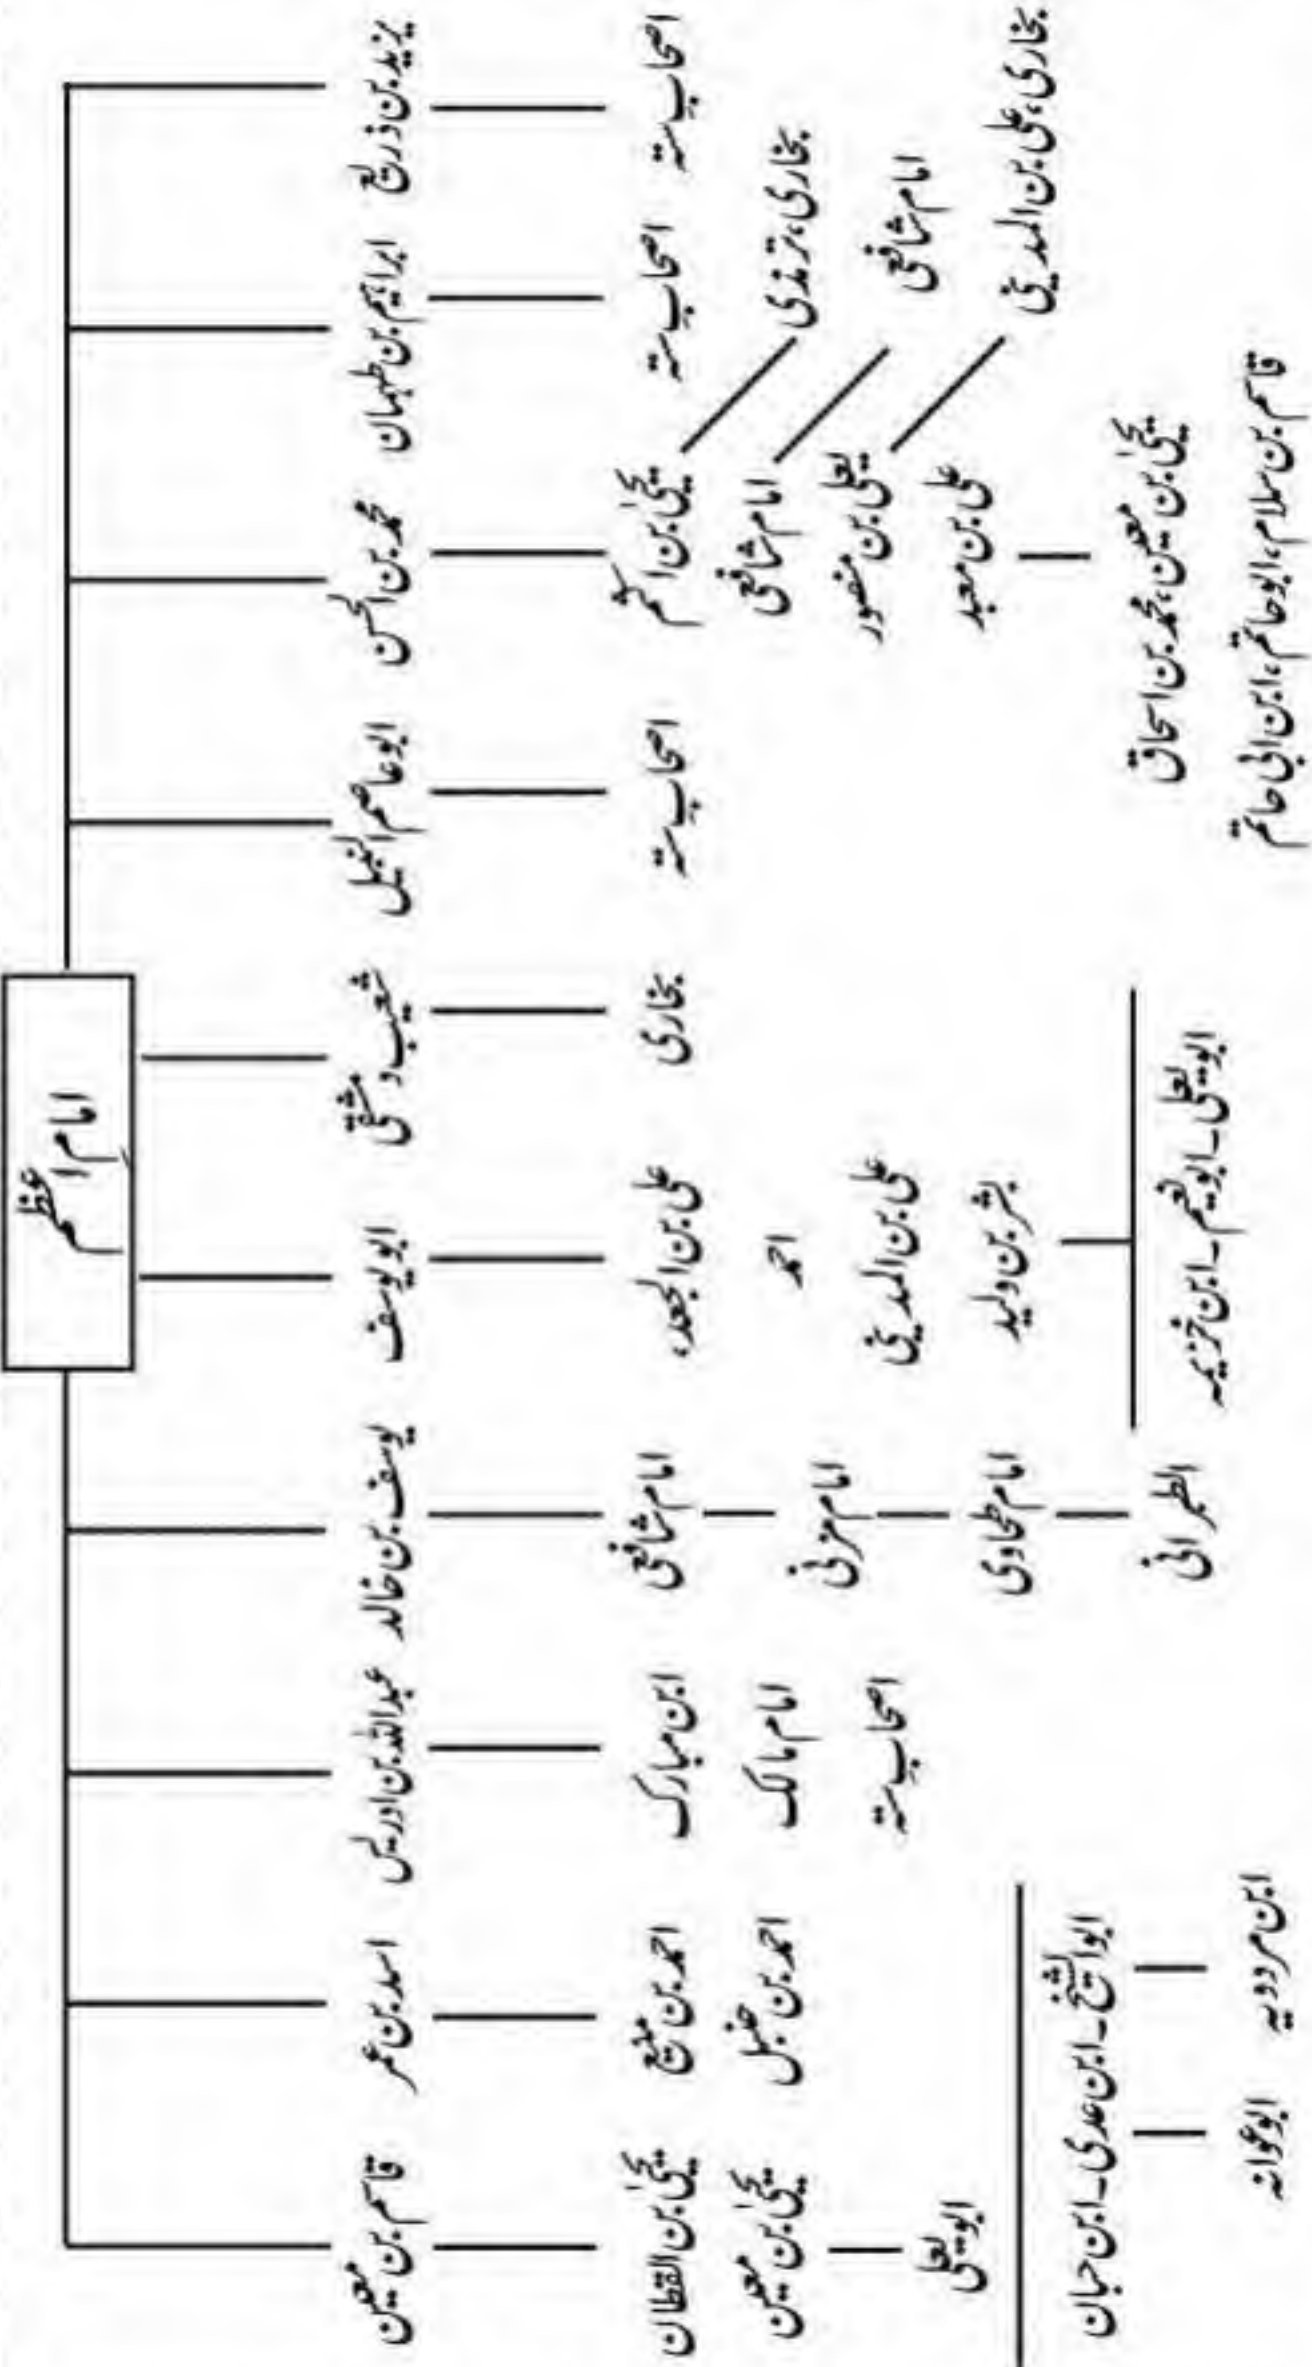 امامِ اعظم
یزید بن ذریع
ابراہیم بن طہمان
محمد بن الحسن
ابوعاصم النبیل
شعیب دمشقی
ابو یوسف
یوسف بن خالد
عبداللہ بن ادریس
اسد بن عمر
قاسم بن معین
اصحابِ ستہ
اصحابِ ستہ
یحییٰ بن اکثم
بخاری، ترمذی
امام شافعی
امام شافعی
یعلی بن منصور
بخاری، علی بن المدینی
علی بن معبد
یحییٰ بن معین، محمد بن اسحاق
قاسم بن سلام، ابوحاتم، ابن ابی حاتم
اصحابِ ستہ
بخاری
علی بن الجعد،
احمد
علی بن المدینی
بشر بن ولید
ابویعلی۔ ابونعیم۔ ابن خزیمہ
امام شافعی
امام مزنی
امام طحاوی
الطبرانی
ابن مبارک
امام مالک
اصحابِ ستہ
احمد بن منیع
احمد بن حنبل
یحییٰ بن القطان
یحییٰ بن معین
ابویعلی
ابوالشیخ۔ ابن عدی۔ ابن حبان
ابن مردویہ
ابوعوانہ